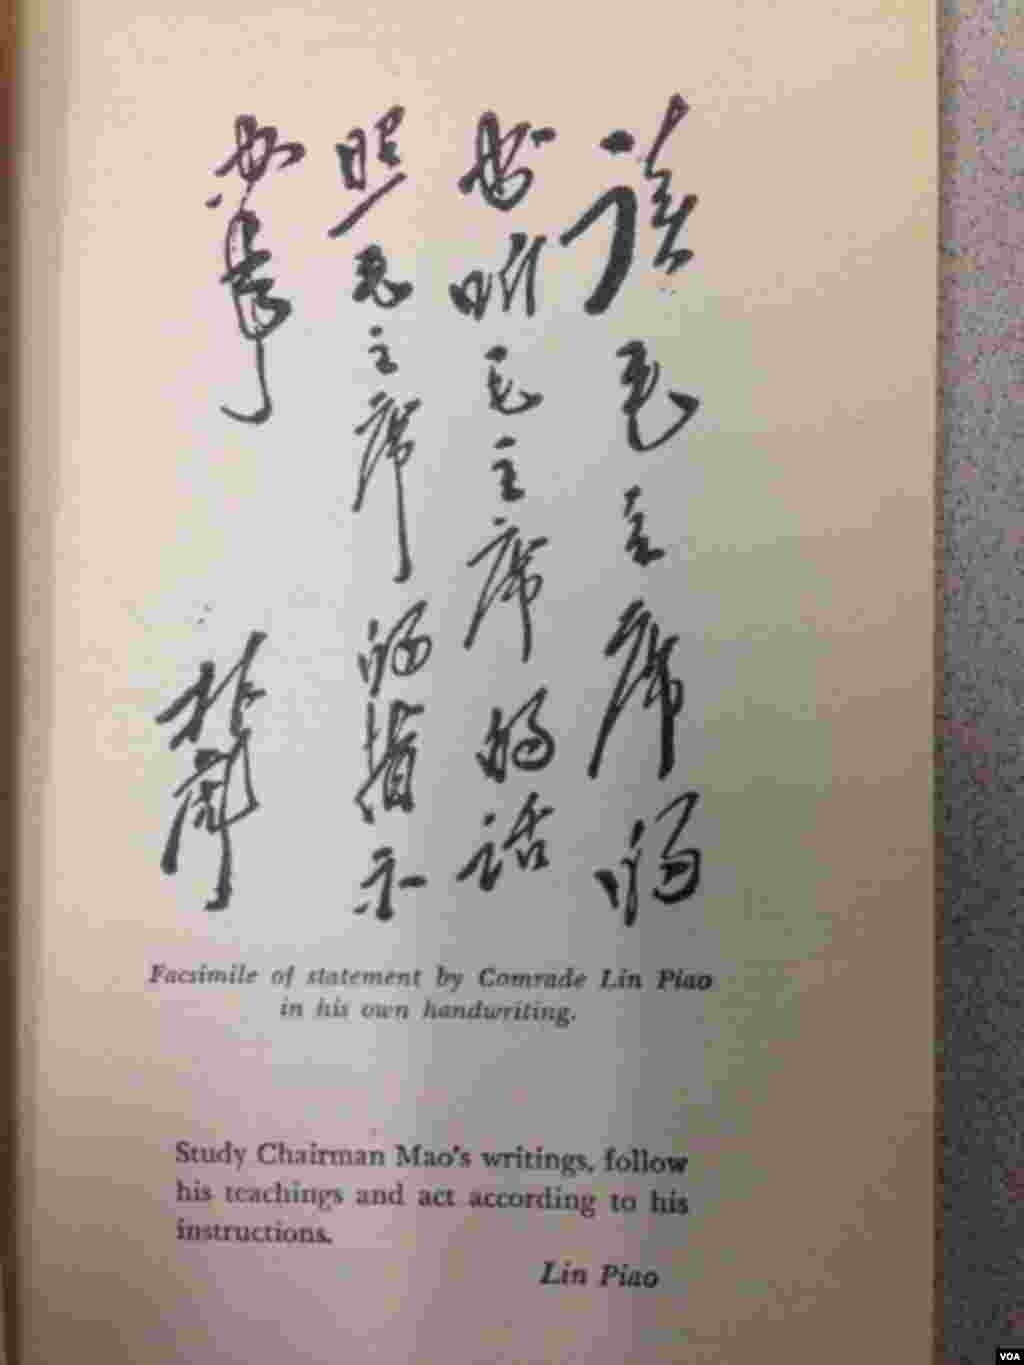 读毛主席的
书听毛主席的话
照毛主席的指示
办事
林彪
Facsimile of statement by Comrade Lin Piao
in his own handwriting.
Study Chairman Mao's writings, follow
his teachings and act according to his
instructions.
Lin Piao
VOA